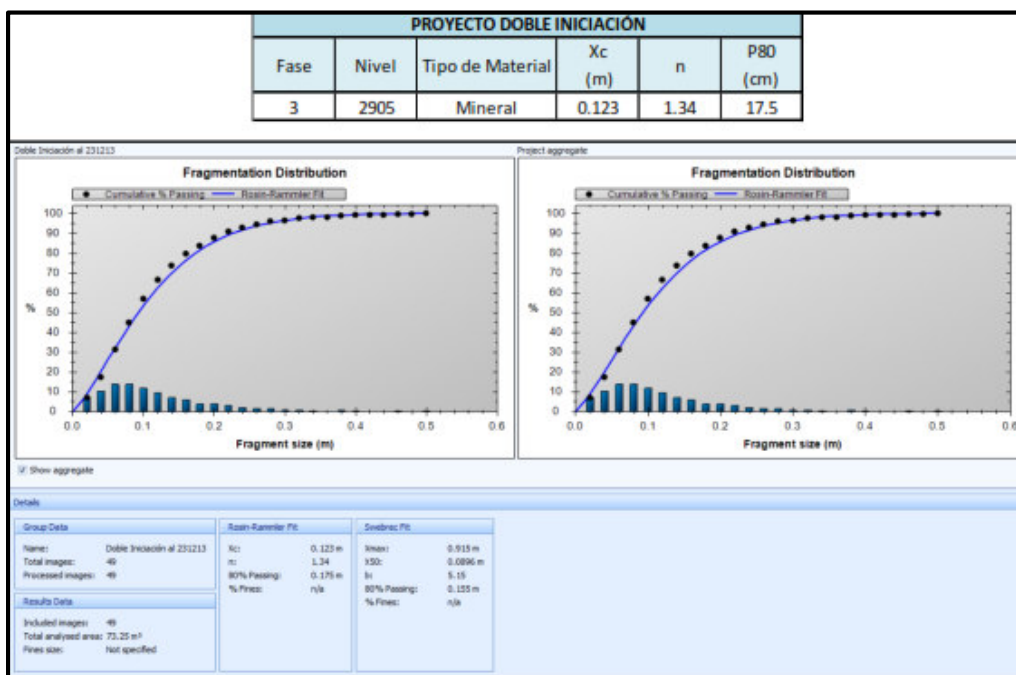 PROYECTO DOBLE INICIACIÓN
Fase Nivel Tipo de Material Xc (m) n P80 (cm)
3 2905 Mineral 0.123 1.34 17.5
Doble Iniciación al 231213
Fragmentation Distribution
Cumulative % Passing Rosin-Rammler Fit
100
90
80
70
60
50
40
30
20
10
0
%
0.0 0.1 0.2 0.3 0.4 0.5 0.6
Fragment size (m)
Project aggregate
Fragmentation Distribution
Cumulative % Passing Rosin-Rammler Fit
100
90
80
70
60
50
40
30
20
10
0
%
0.0 0.1 0.2 0.3 0.4 0.5 0.6
Fragment size (m)
Show aggregate
Details
Group Data
Name: Doble Iniciación al 231213
Total images: 49
Processed images: 49
Results Data
Included images: 49
Total analysed area: 73.25 m²
Fines size: Not specified
Rosin-Rammler Fit
Xc: 0.123 m
n: 1.34
80% Passing: 0.175 m
% Fines: n/a
Swebrec Fit
Xmax: 0.915 m
X50: 0.0896 m
b: 5.15
80% Passing: 0.155 m
% Fines: n/a